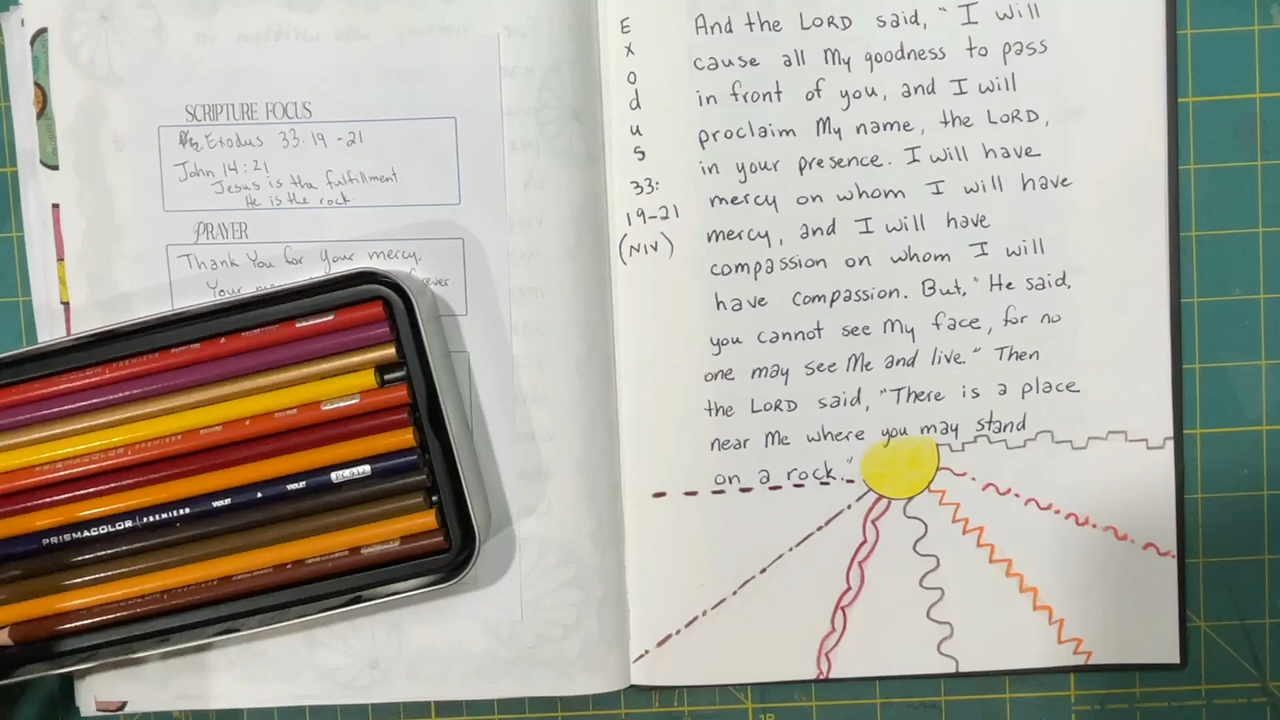 SCRIPTURE FOCUS
Exodus 33:19-21
John 14:21
Jesus is the fulfillment
He is the rock.
PRAYER
Thank You for your mercy.
Your
ever.
PRISMACOLOR PREMIER
PRISMACOLOR | PREMIER VIOLET VIOLET PC932
Exodus
33:
19-21
(NIV)
And the LORD said, "I will
cause all My goodness to pass
in front of you, and I will
proclaim My name, the LORD,
in your presence. I will have
mercy on whom I will have
mercy, and I will have
compassion on whom I will
have compassion. But," He said,
you cannot see My face, for no
one may see Me and live." Then
the LORD said, "There is a place
near Me where you may stand
on a rock."